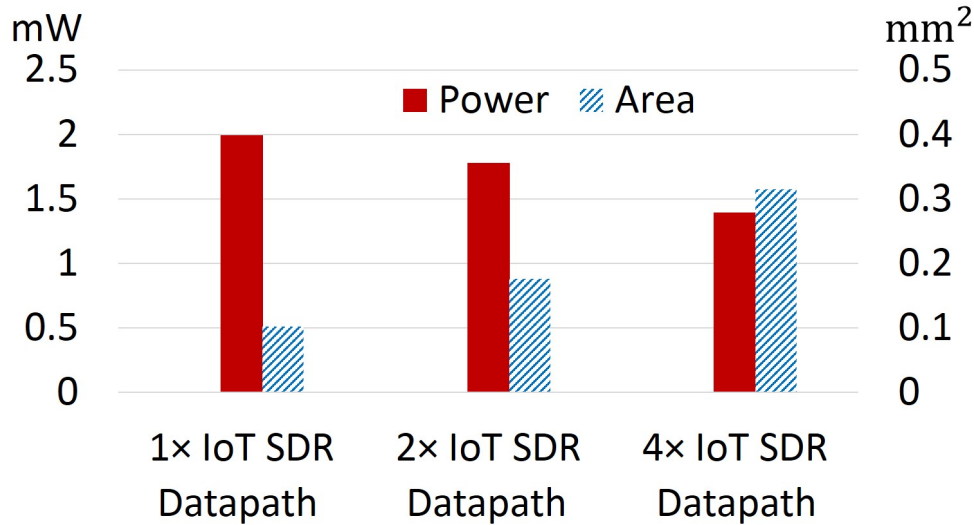 mW
mm²
2.5
0.5
Power
Area
2
0.4
1.5
0.3
1
0.2
0.5
0.1
0
0
1× IoT SDR
Datapath
2× IoT SDR
Datapath
4× IoT SDR
Datapath